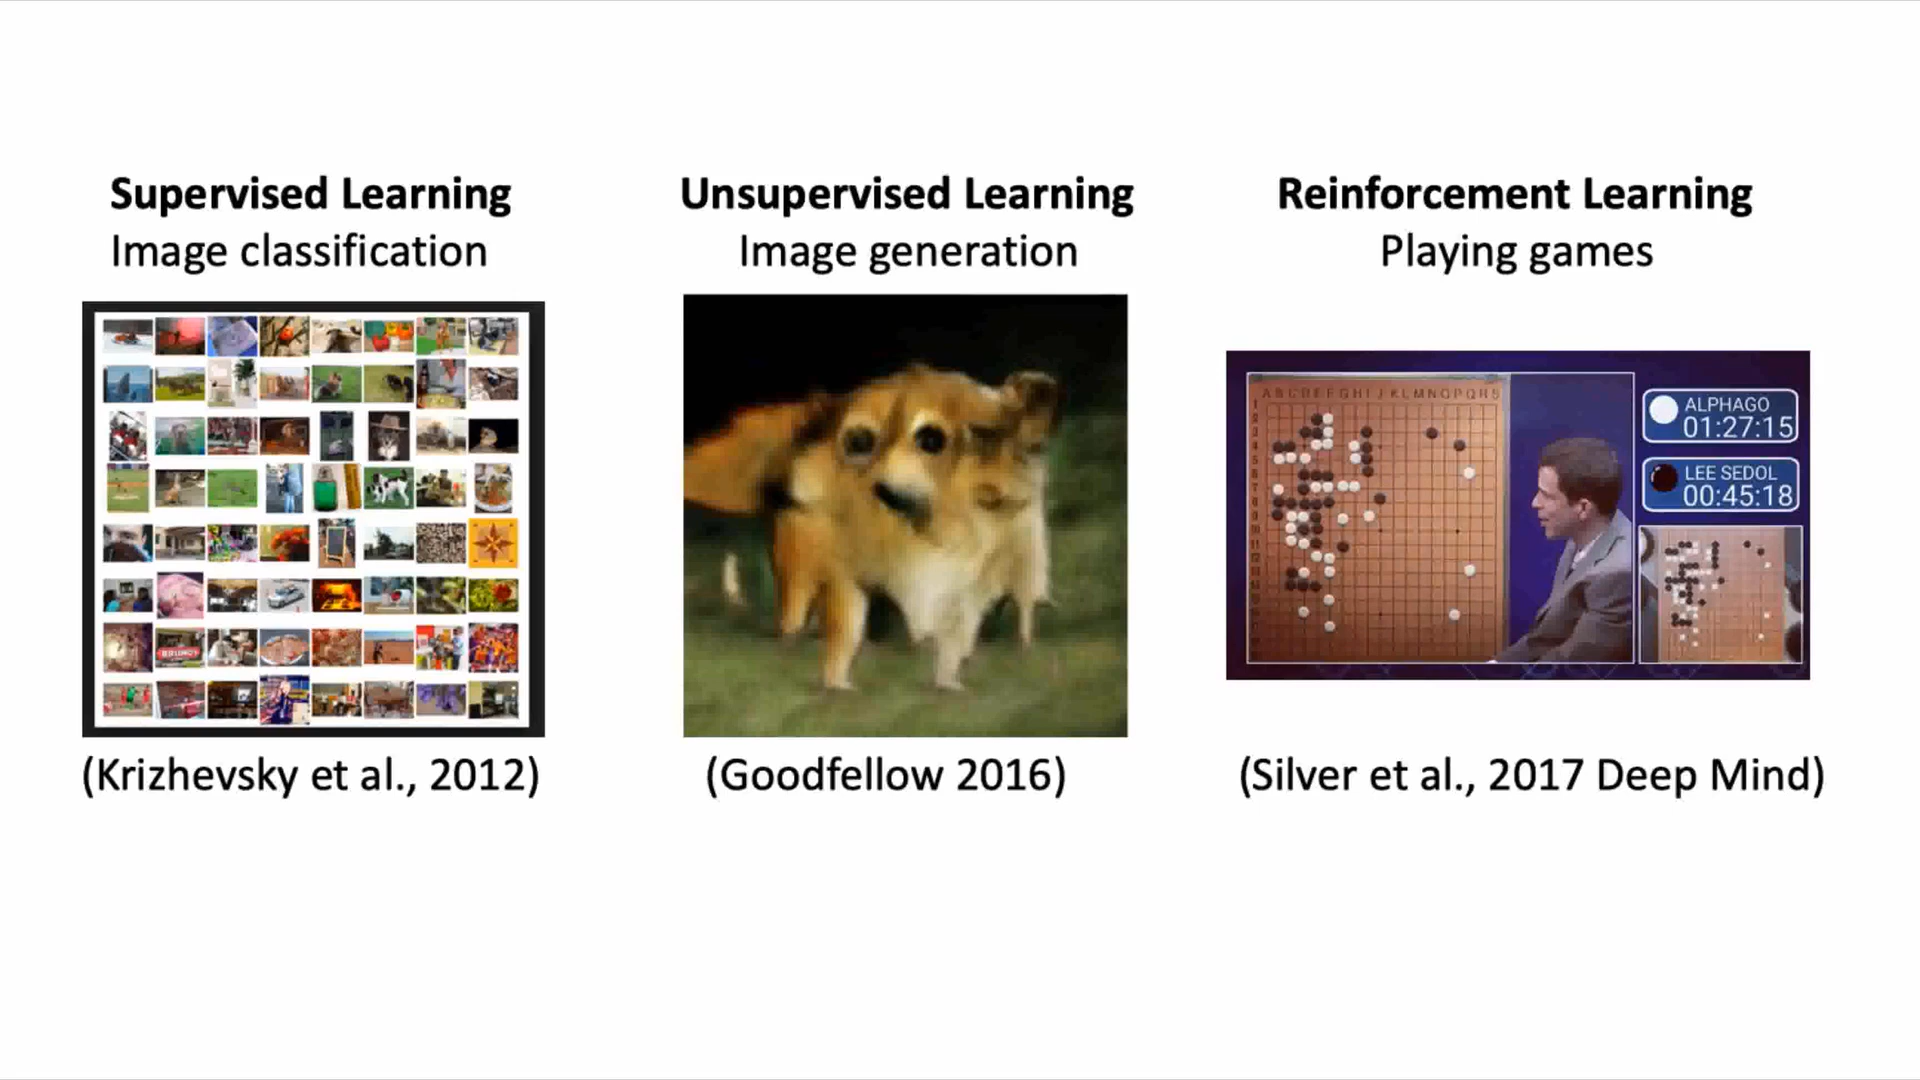 Supervised Learning
Image classification
(Krizhevsky et al., 2012)
Unsupervised Learning
Image generation
(Goodfellow 2016)
Reinforcement Learning
Playing games
ALPHAGO
01:27:15
LEE SEDOL
00:45:18
(Silver et al., 2017 Deep Mind)